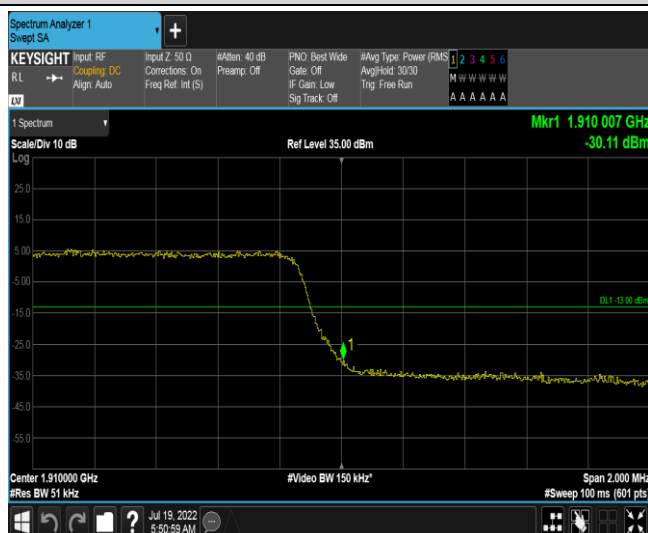 Spectrum Analyzer 1
Swept SA
+
KEYSIGHT
RL
Input: RF
Coupling: DC
Align: Auto
Input Z: 50 Ω
Corrections: On
Freq Ref: Int (S)
#Atten: 40 dB
Preamp: Off
PNO: Best Wide
Gate: Off
IF Gain: Low
Sig Track: Off
#Avg Type: Power (RMS
Avg|Hold: 30/30
Trig: Free Run
1 2 3 4 5 6
M W W W W W
A A A A A A
LXI
1 Spectrum
Mkr1 1.910 007 GHz
Scale/Div 10 dB
Ref Level 35.00 dBm
-30.11 dBm
Log
25.0
15.0
5.00
-5.00
DL1 -13.00 dBm
-15.0
-25.0
1
-35.0
-45.0
-55.0
Center 1.910000 GHz
#Video BW 150 kHz*
Span 2.000 MHz
#Res BW 51 kHz
#Sweep 100 ms (601 pts)
?
Jul 19, 2022
5:50:59 AM